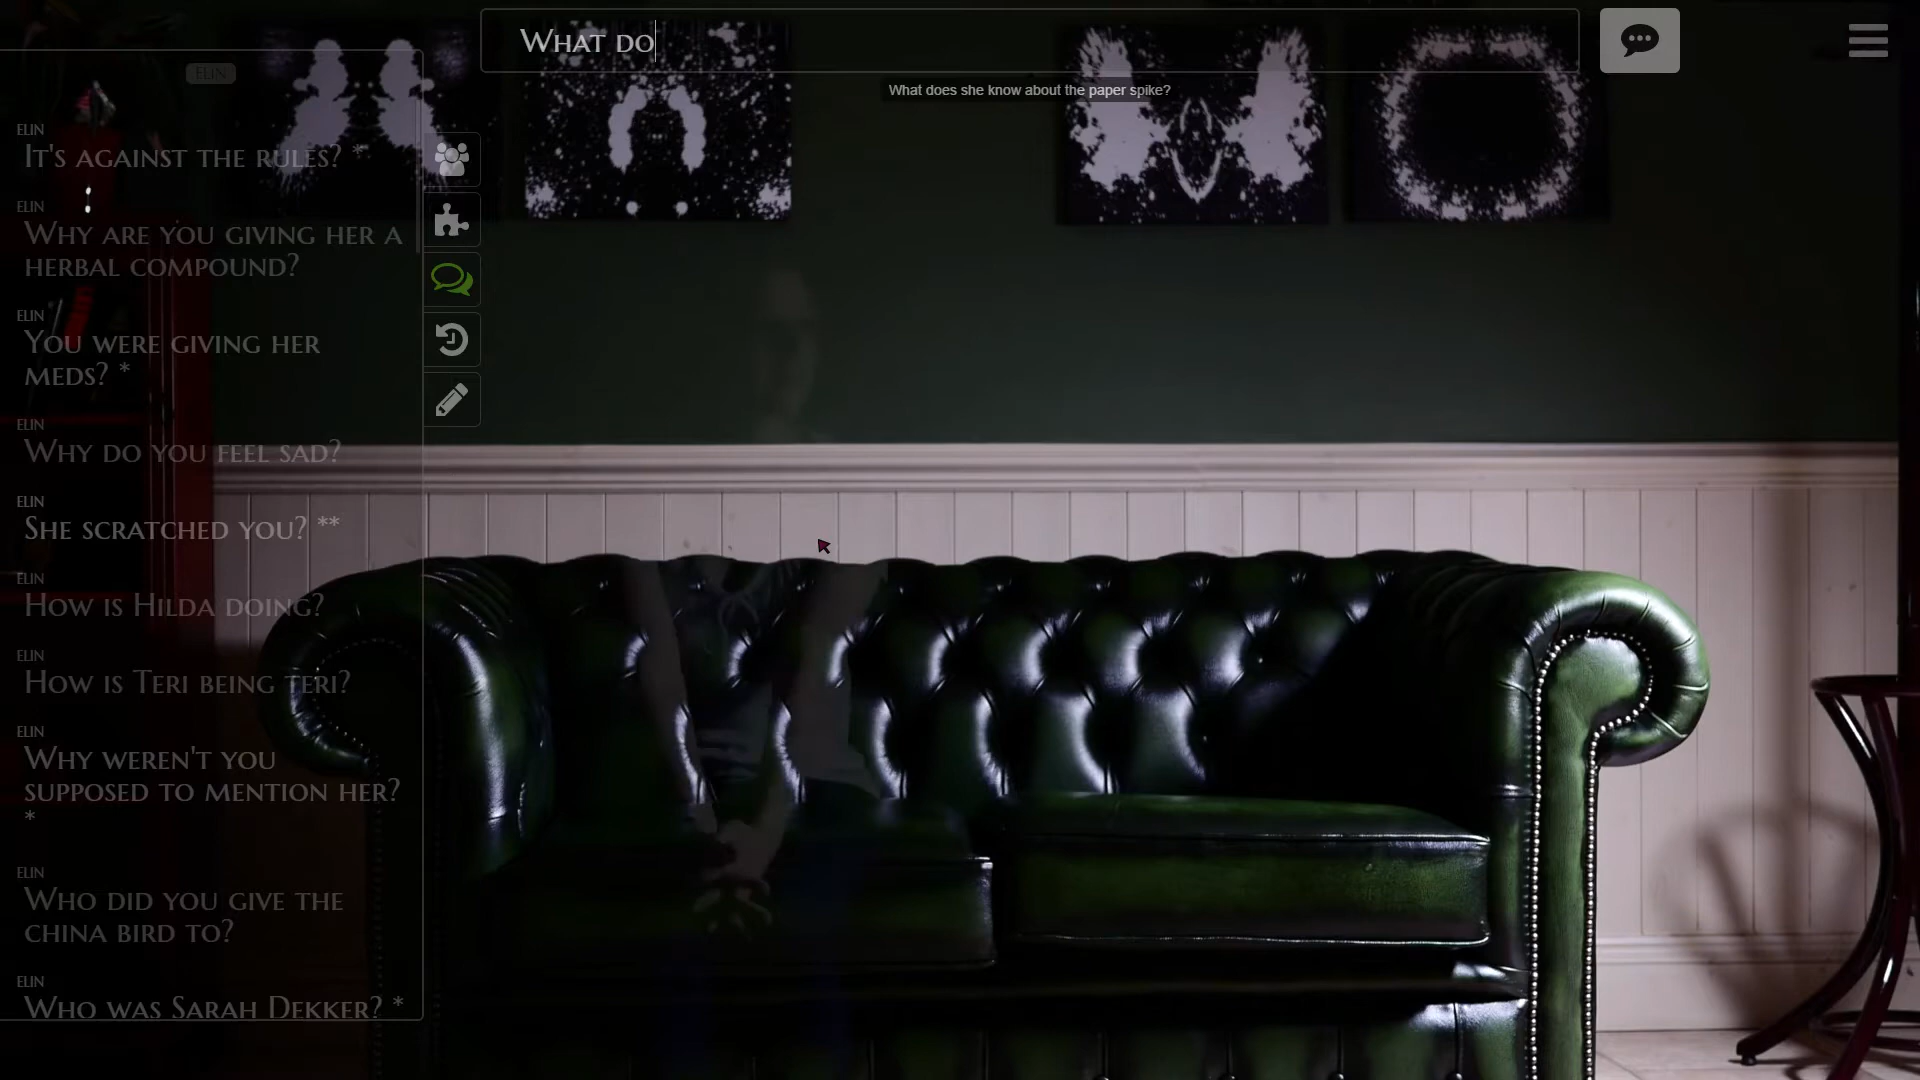 What do
What does she know about the paper spike?
ELIN
ELIN
It's against the rules? *
ELIN
Why are you giving her a
herbal compound?
ELIN
You were giving her
meds? *
ELIN
Why do you feel sad?
ELIN
She scratched you? **
ELIN
How is Hilda doing?
ELIN
How is Teri being Teri?
ELIN
Why weren't you
supposed to mention her?
*
ELIN
Who did you give the
china bird to?
ELIN
Who was Sarah Dekker? *